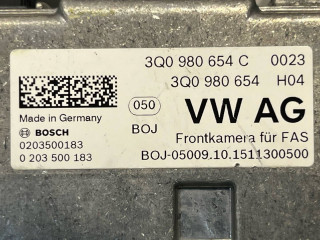 3Q0 980 654 C 0023
3Q0 980 654 H04
050
VW AG
Made in Germany
BOJ
BOSCH
Frontkamera für FAS
0203500183
0 203 500 183
BOJ-05009.10.1511300500